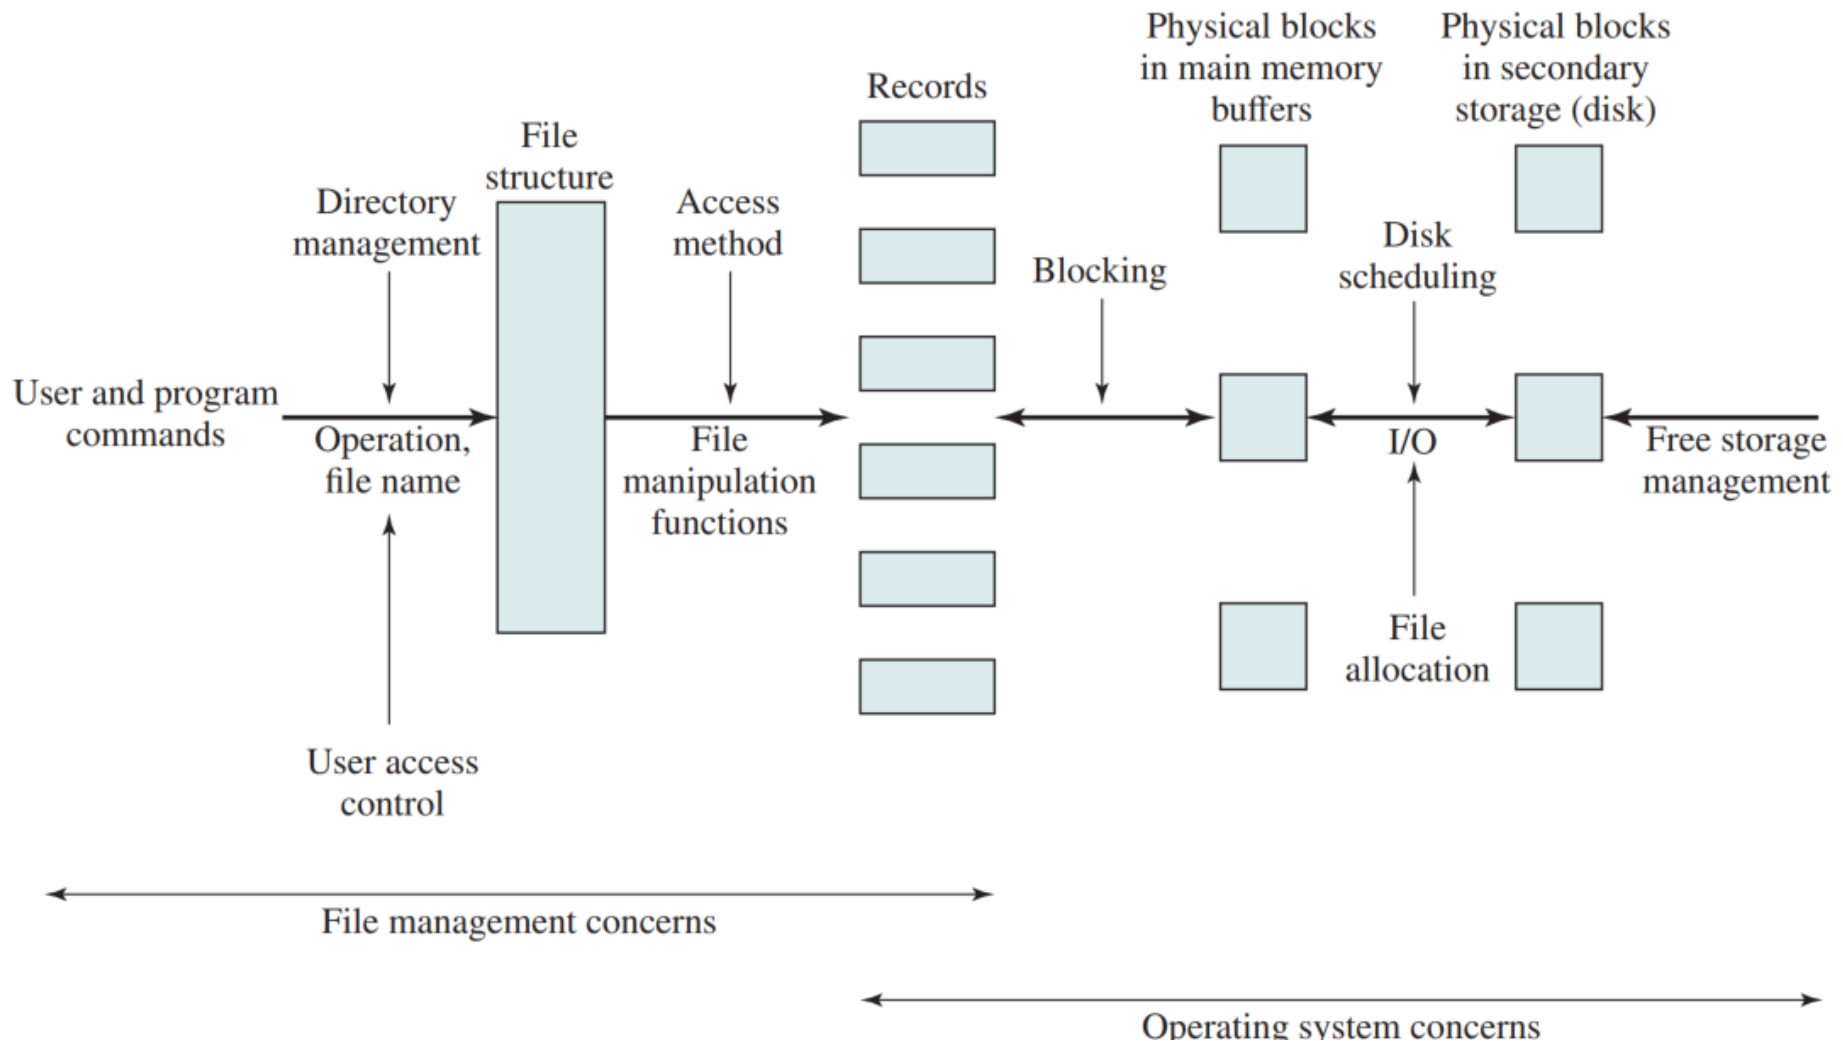 Physical blocks
in main memory
buffers
Physical blocks
in secondary
storage (disk)
Records
File
structure
Directory
management
Access
method
Blocking
Disk
scheduling
User and program
commands
Operation,
file name
File
manipulation
functions
I/O
Free storage
management
File
allocation
User access
control
File management concerns
Operating system concerns